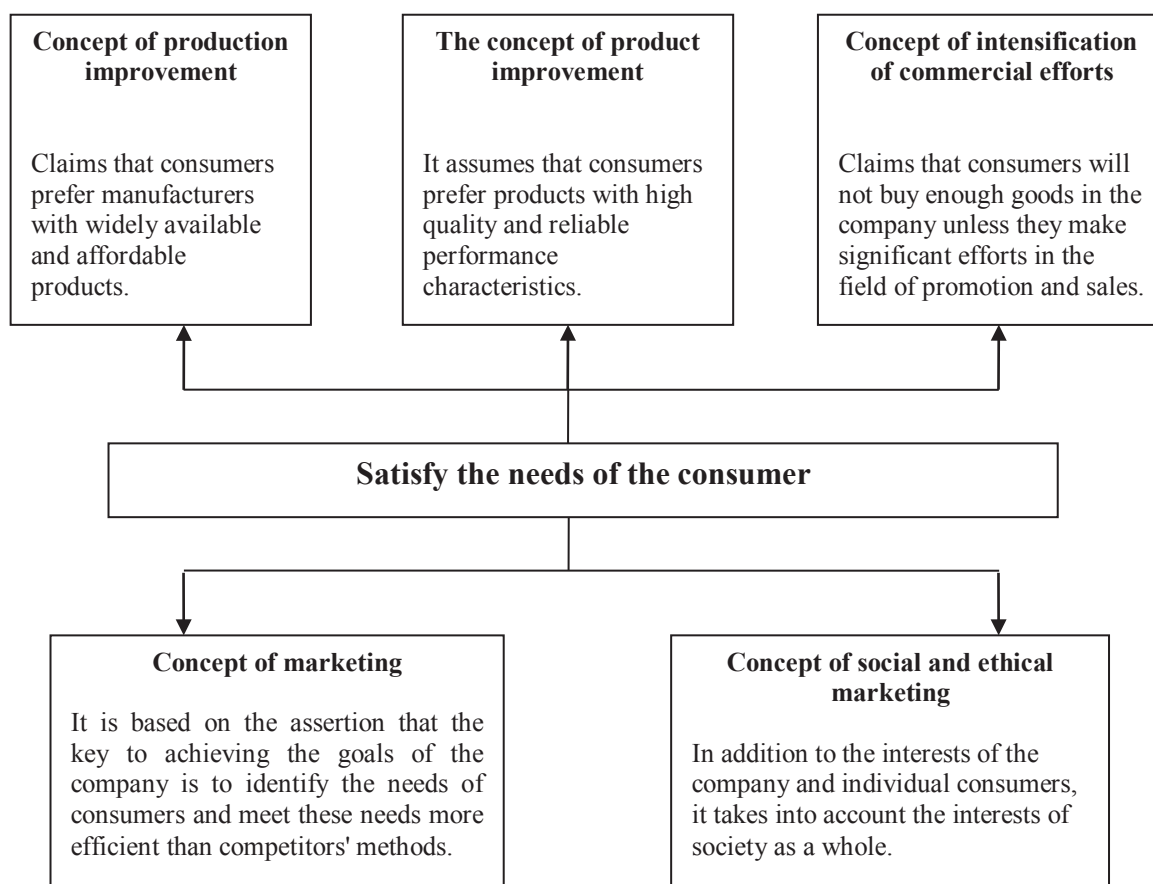 Concept of production
improvement
Claims that consumers
prefer manufacturers
with widely available
and affordable
products.
The concept of product
improvement
It assumes that consumers
prefer products with high
quality and reliable
performance
characteristics.
Concept of intensification
of commercial efforts
Claims that consumers will
not buy enough goods in the
company unless they make
significant efforts in the
field of promotion and sales.
Satisfy the needs of the consumer
Concept of marketing
It is based on the assertion that the
key to achieving the goals of the
company is to identify the needs of
consumers and meet these needs more
efficient than competitors' methods.
Concept of social and ethical
marketing
In addition to the interests of the
company and individual consumers,
it takes into account the interests of
society as a whole.